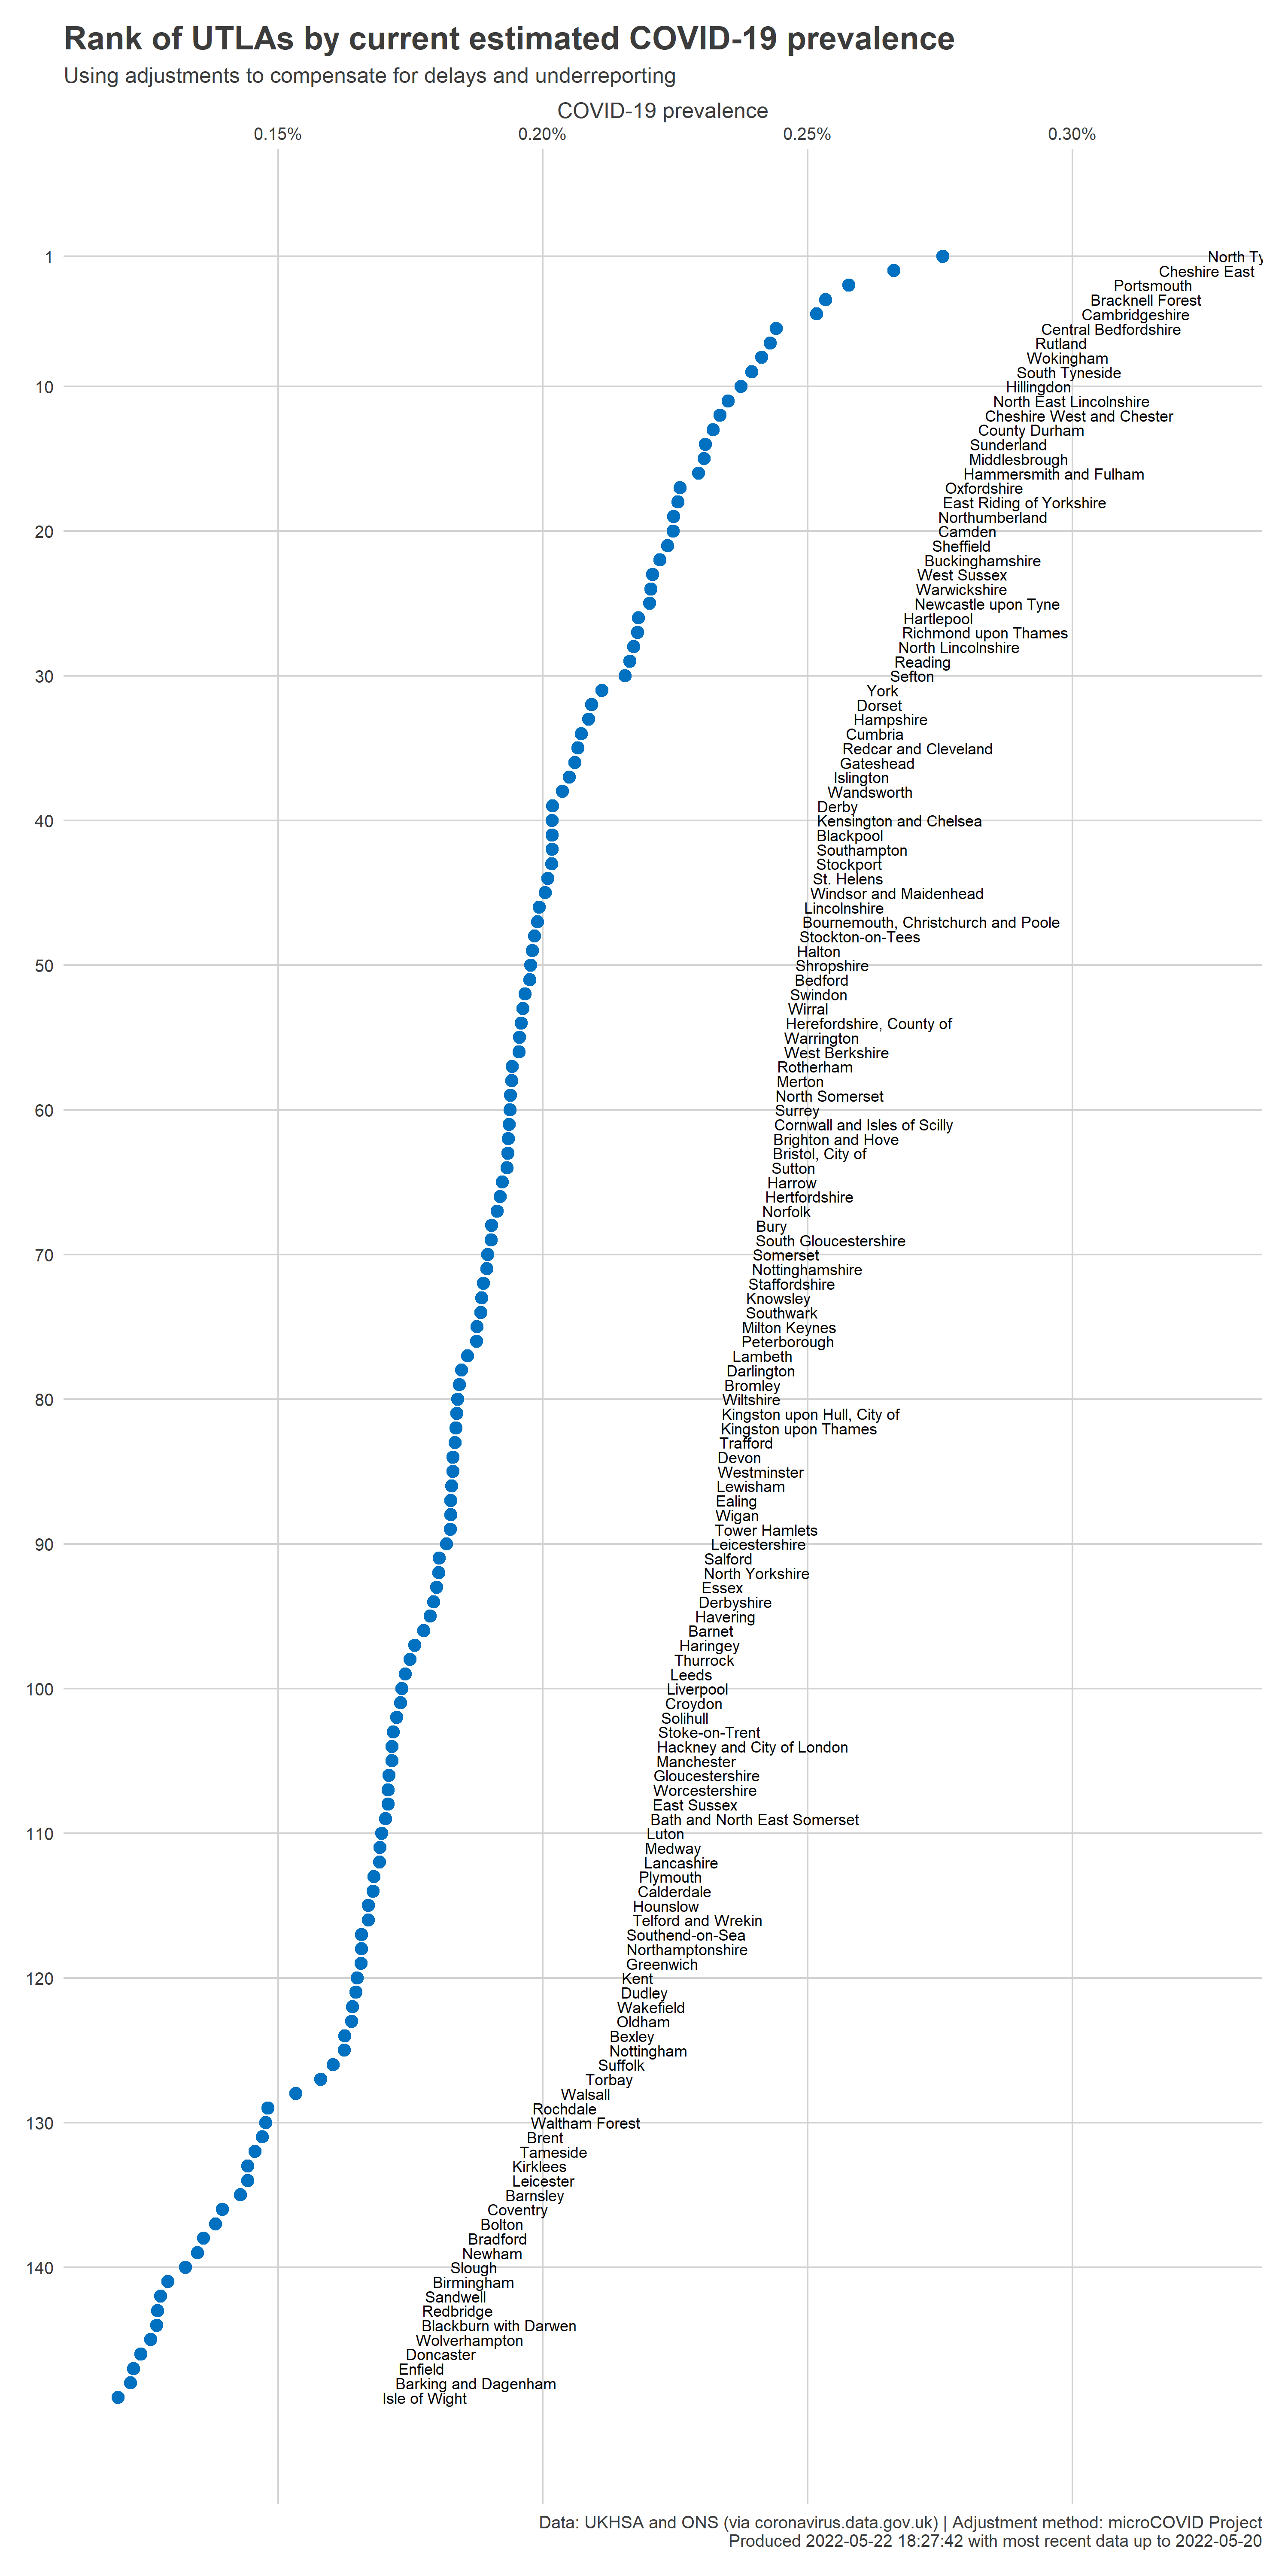 Rank of UTLAs by current estimated COVID-19 prevalence
Using adjustments to compensate for delays and underreporting
COVID-19 prevalence
0.15% 0.20% 0.25% 0.30%
1 North Ty
Cheshire East
Portsmouth
Bracknell Forest
Cambridgeshire
Central Bedfordshire
Rutland
Wokingham
South Tyneside
10 Hillingdon
North East Lincolnshire
Cheshire West and Chester
County Durham
Sunderland
Middlesbrough
Hammersmith and Fulham
Oxfordshire
East Riding of Yorkshire
Northumberland
20 Camden
Sheffield
Buckinghamshire
West Sussex
Warwickshire
Newcastle upon Tyne
Hartlepool
Richmond upon Thames
North Lincolnshire
Reading
30 Sefton
York
Dorset
Hampshire
Cumbria
Redcar and Cleveland
Gateshead
Islington
Wandsworth
Derby
40 Kensington and Chelsea
Blackpool
Southampton
Stockport
St. Helens
Windsor and Maidenhead
Lincolnshire
Bournemouth, Christchurch and Poole
Stockton-on-Tees
Halton
50 Shropshire
Bedford
Swindon
Wirral
Herefordshire, County of
Warrington
West Berkshire
Rotherham
Merton
North Somerset
60 Surrey
Cornwall and Isles of Scilly
Brighton and Hove
Bristol, City of
Sutton
Harrow
Hertfordshire
Norfolk
Bury
South Gloucestershire
70 Somerset
Nottinghamshire
Staffordshire
Knowsley
Southwark
Milton Keynes
Peterborough
Lambeth
Darlington
Bromley
80 Wiltshire
Kingston upon Hull, City of
Kingston upon Thames
Trafford
Devon
Westminster
Lewisham
Ealing
Wigan
Tower Hamlets
90 Leicestershire
Salford
North Yorkshire
Essex
Derbyshire
Havering
Barnet
Haringey
Thurrock
Leeds
100 Liverpool
Croydon
Solihull
Stoke-on-Trent
Hackney and City of London
Manchester
Gloucestershire
Worcestershire
East Sussex
Bath and North East Somerset
110 Luton
Medway
Lancashire
Plymouth
Calderdale
Hounslow
Telford and Wrekin
Southend-on-Sea
Northamptonshire
Greenwich
120 Kent
Dudley
Wakefield
Oldham
Bexley
Nottingham
Suffolk
Torbay
Walsall
Rochdale
130 Waltham Forest
Brent
Tameside
Kirklees
Leicester
Barnsley
Coventry
Bolton
Bradford
Newham
140 Slough
Birmingham
Sandwell
Redbridge
Blackburn with Darwen
Wolverhampton
Doncaster
Enfield
Barking and Dagenham
Isle of Wight
Data: UKHSA and ONS (via coronavirus.data.gov.uk) | Adjustment method: microCOVID Project
Produced 2022-05-22 18:27:42 with most recent data up to 2022-05-20